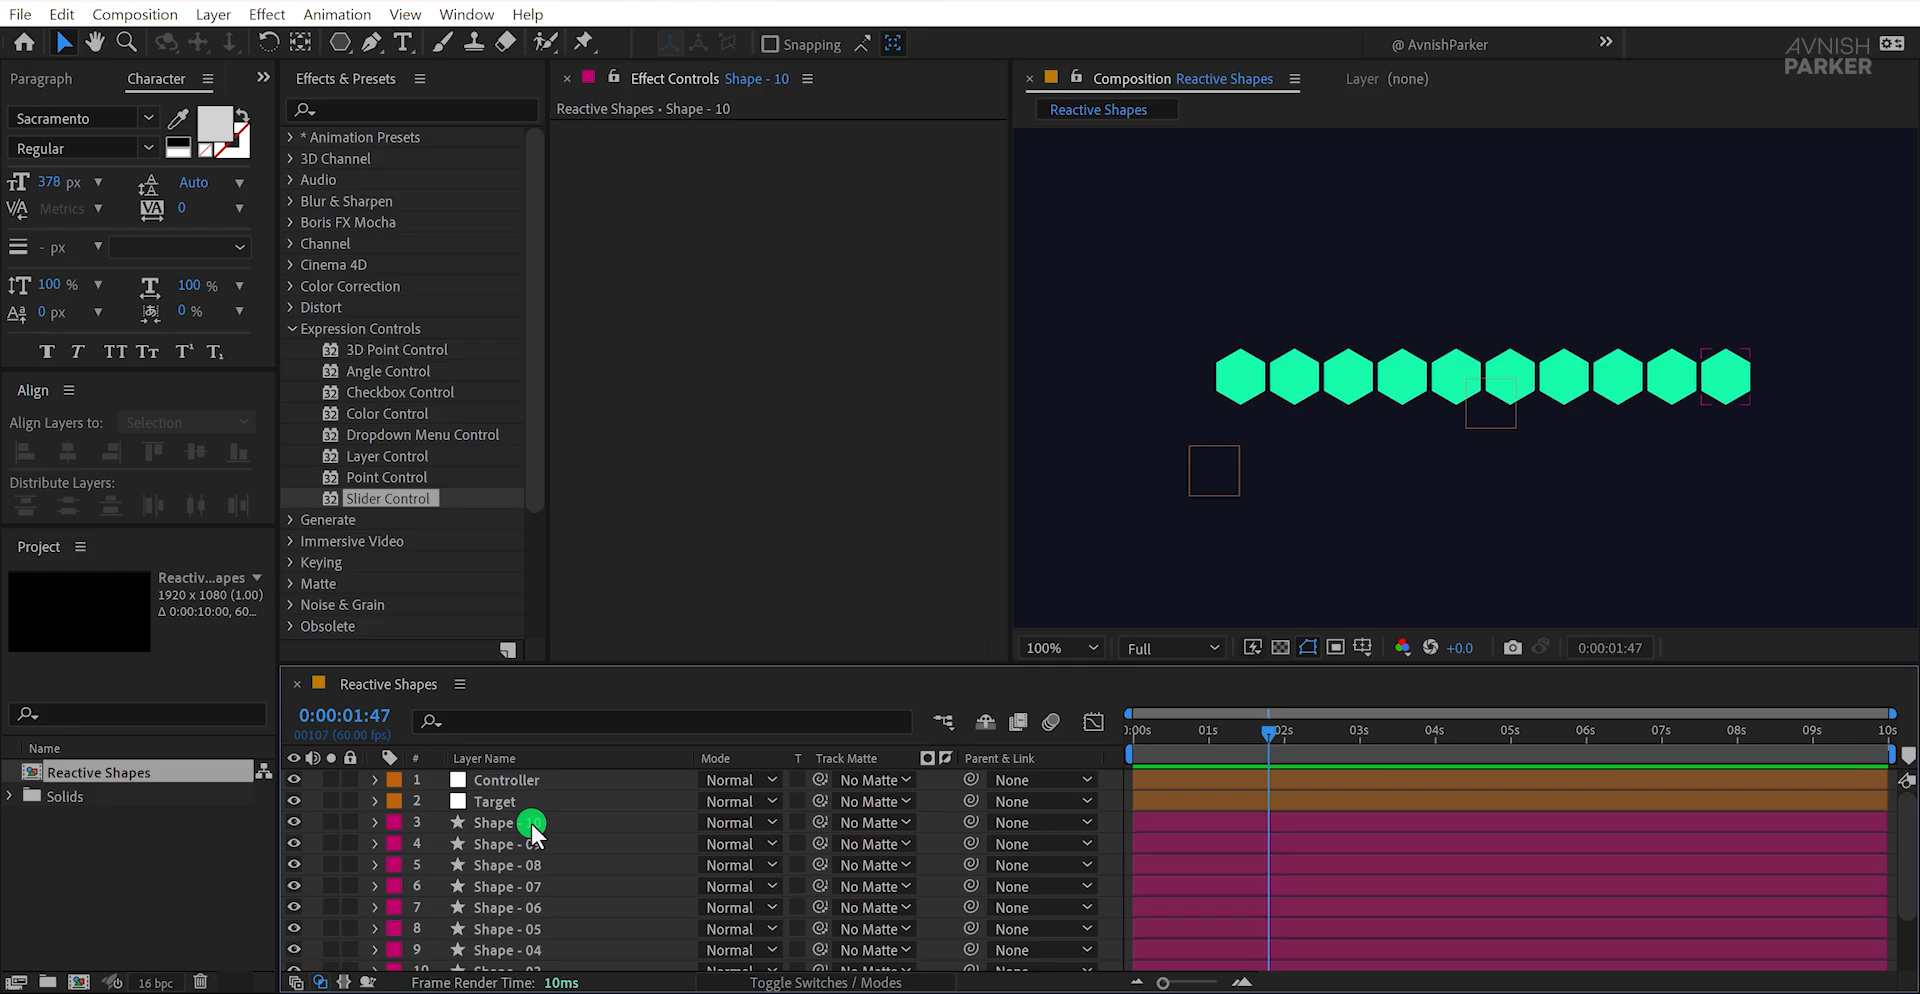 File Edit Composition Layer Effect Animation View Window Help
Snapping
@ AvnishParker
AVNISH
PARKER
Paragraph Character
Sacramento
Regular
378 px Auto
Metrics 0
- px
100 % 100 %
0 px 0 %
Align
Align Layers to: Selection
Distribute Layers:
Project
Reactiv...apes
1920 x 1080 (1.00)
Δ 0:00:10:00, 60...
Name
Reactive Shapes
Solids
16 bpc
Effects & Presets
* Animation Presets
3D Channel
Audio
Blur & Sharpen
Boris FX Mocha
Channel
Cinema 4D
Color Correction
Distort
Expression Controls
3D Point Control
Angle Control
Checkbox Control
Color Control
Dropdown Menu Control
Layer Control
Point Control
Slider Control
Generate
Immersive Video
Keying
Matte
Noise & Grain
Obsolete
Effect Controls Shape - 10
Reactive Shapes • Shape - 10
Composition Reactive Shapes Layer (none)
Reactive Shapes
100% Full +0.0 0:00:01:47
Reactive Shapes
0:00:01:47
00107 (60.00 fps)
:00s 01s 02s 03s 04s 05s 06s 07s 08s 09s 10s
# Layer Name Mode T Track Matte Parent & Link
1 Controller Normal No Matte None
2 Target Normal No Matte None
3 Shape - 10 Normal No Matte None
4 Shape - 09 Normal No Matte None
5 Shape - 08 Normal No Matte None
6 Shape - 07 Normal No Matte None
7 Shape - 06 Normal No Matte None
8 Shape - 05 Normal No Matte None
9 Shape - 04 Normal No Matte None
Frame Render Time: 10ms Toggle Switches / Modes